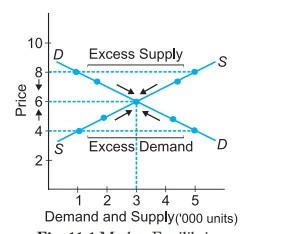 10
D
Excess Supply
S
8
6
Price
4
S
Excess Demand
D
2
1 2 3 4 5
Demand and Supply('000 units)